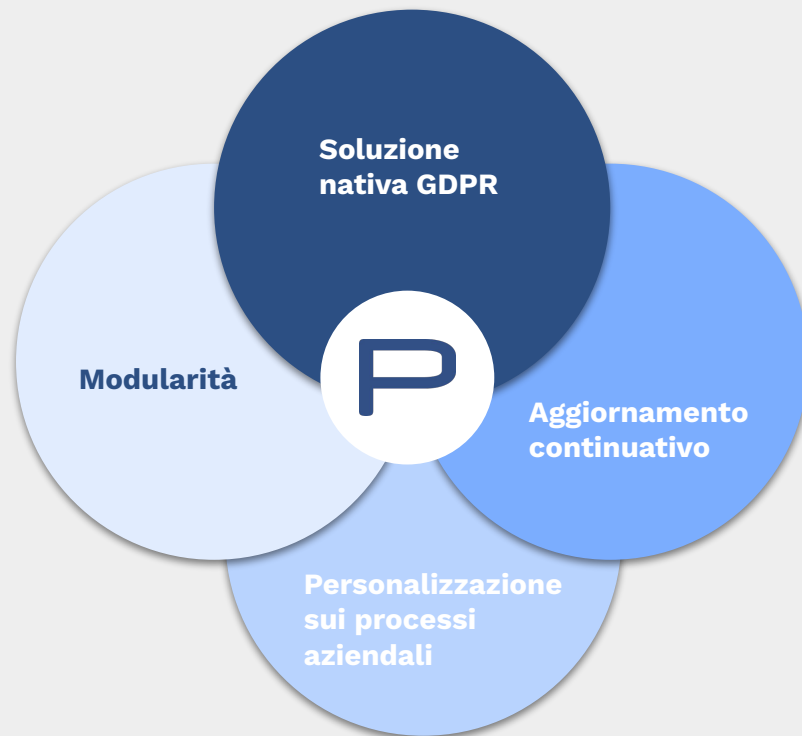 Soluzione
nativa GDPR
Modularità
P
Aggiornamento
continuativo
Personalizzazione
sui processi
aziendali